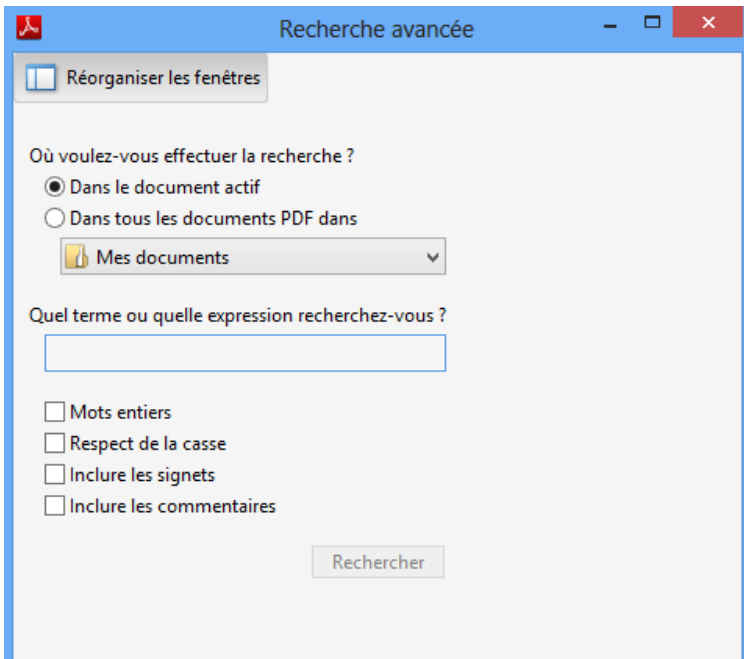 Recherche avancée
Réorganiser les fenêtres
Où voulez-vous effectuer la recherche ?
Dans le document actif
Dans tous les documents PDF dans
Mes documents
Quel terme ou quelle expression recherchez-vous ?
Mots entiers
Respect de la casse
Inclure les signets
Inclure les commentaires
Rechercher